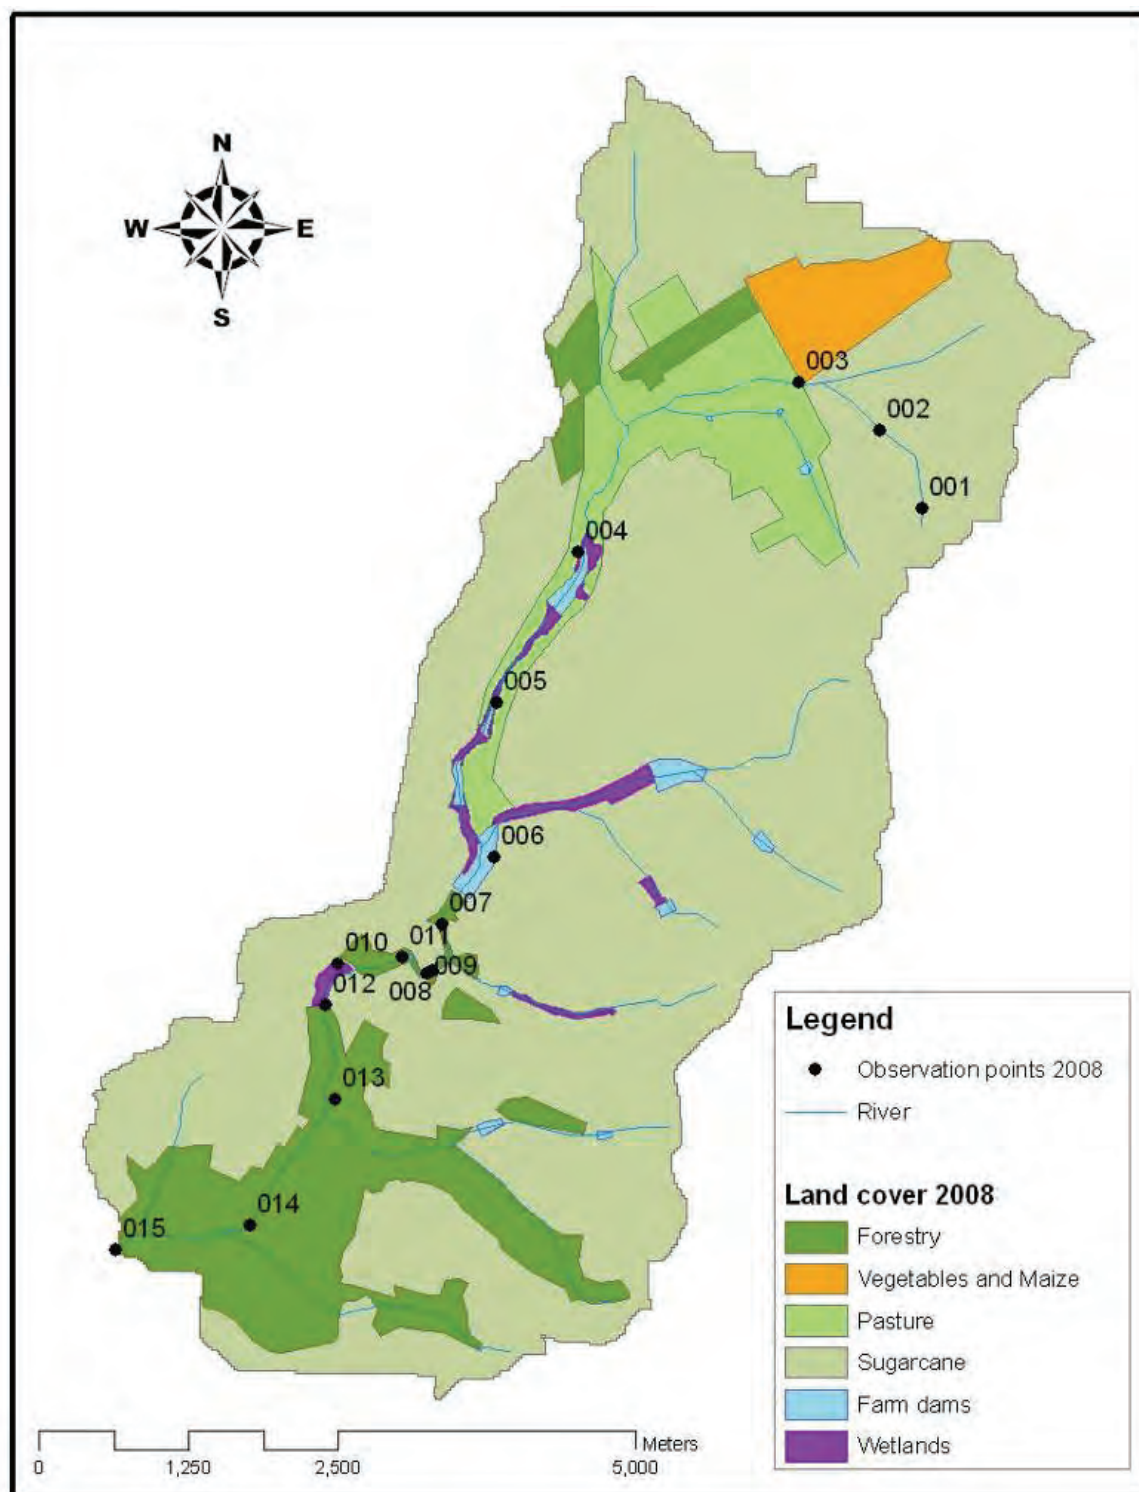 N
W E
S
003
002
001
004
005
006
007
011
010
009
008
012
013
014
015
Legend
Observation points 2008
River
Land cover 2008
Forestry
Vegetables and Maize
Pasture
Sugarcane
Farm dams
Wetlands
Meters
0 1,250 2,500 5,000